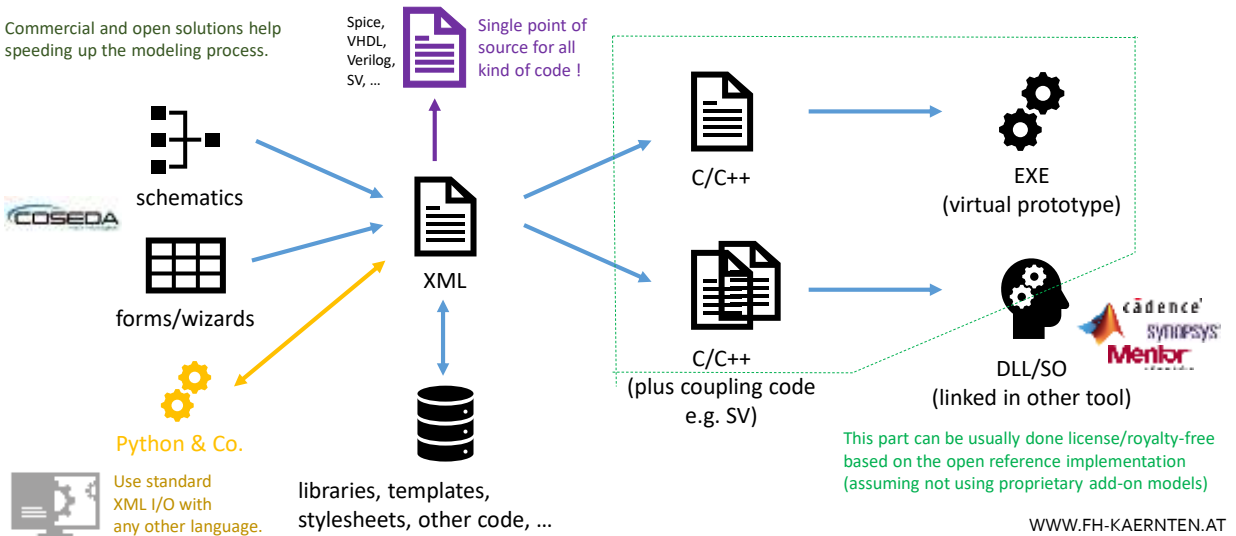 Commercial and open solutions help
speeding up the modeling process.
Spice,
VHDL,
Verilog,
SV, ...
Single point of
source for all
kind of code !
schematics
COSEDA
forms/wizards
XML
C/C++
EXE
(virtual prototype)
C/C++
(plus coupling code
e.g. SV)
cādence
SYNOPSYS
Mentor
DLL/SO
(linked in other tool)
Python & Co.
Use standard
XML I/O with
any other language.
libraries, templates,
stylesheets, other code, ...
This part can be usually done license/royalty-free
based on the open reference implementation
(assuming not using proprietary add-on models)
WWW.FH-KAERNTEN.AT